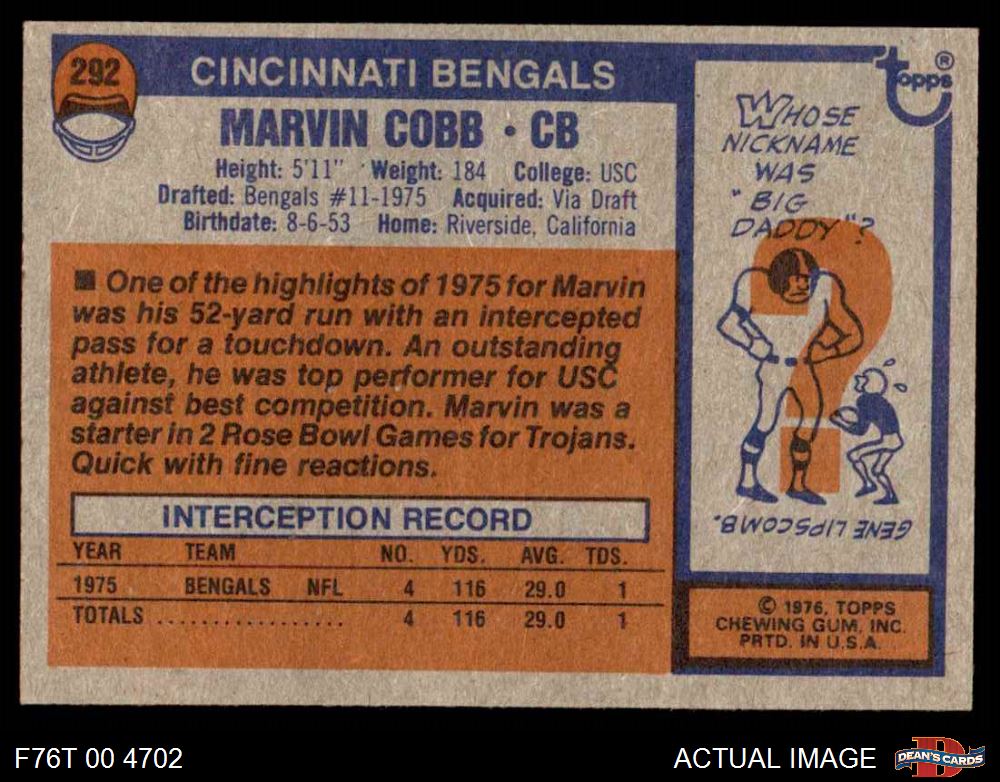 292
CINCINNATI BENGALS
MARVIN COBB • CB
Height: 5'11" Weight: 184 College: USC
Drafted: Bengals #11-1975 Acquired: Via Draft
Birthdate: 8-6-53 Home: Riverside, California
■ One of the highlights of 1975 for Marvin
was his 52-yard run with an intercepted
pass for a touchdown. An outstanding
athlete, he was top performer for USC
against best competition. Marvin was a
starter in 2 Rose Bowl Games for Trojans.
Quick with fine reactions.
INTERCEPTION RECORD
YEAR TEAM NO. YDS. AVG. TDS.
1975 BENGALS NFL 4 116 29.0 1
TOTALS .................. 4 116 29.0 1
topps ®
WHOSE
NICKNAME
WAS
"BIG
DADDY"?
?
GENE LIPSCOMB.
© 1976, TOPPS
CHEWING GUM, INC.
PRTD. IN U.S.A.
F76T 00 4702
ACTUAL IMAGE
D
DEAN'S CARDS